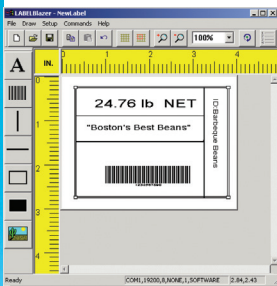 LABELBlazer - NewLabel
File Draw Setup Commands Help
100%
IN.
0 1 2 3 4
A
0
1
2
3
4
24.76 lb NET
"Boston's Best Beans"
ID:Barbeque Beans
Ready
COM1,19200,8,NONE,1,SOFTWARE
2.84,2.43